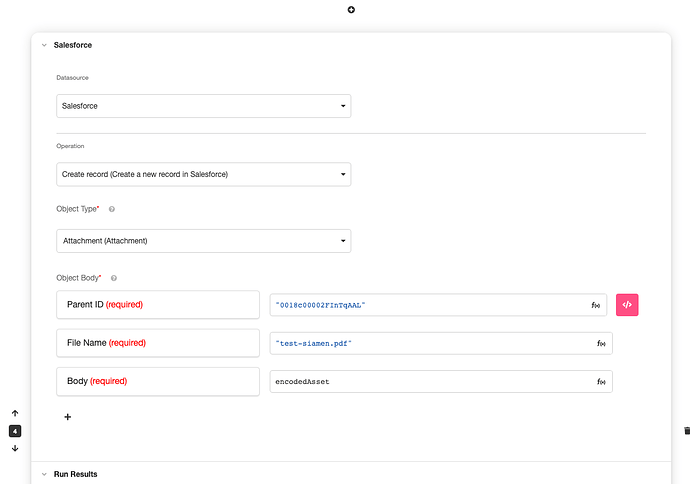 Salesforce
Datasource
Salesforce
Operation
Create record (Create a new record in Salesforce)
Object Type*
Attachment (Attachment)
Object Body*
Parent ID (required) "0018c00002FInTqAAL" f(x) </>
File Name (required) "test-siamen.pdf" f(x)
Body (required) encodedAsset f(x)
4
Run Results